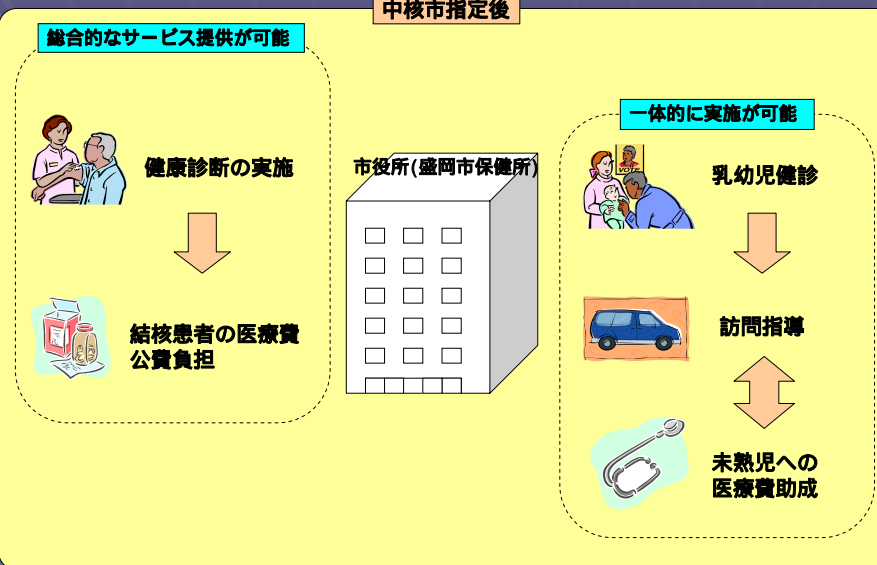 中核市指定後
総合的なサービス提供が可能
健康診断の実施
結核患者の医療費
公費負担
市役所(盛岡市保健所)
一体的に実施が可能
VOTE
乳幼児健診
訪問指導
未熟児への
医療費助成